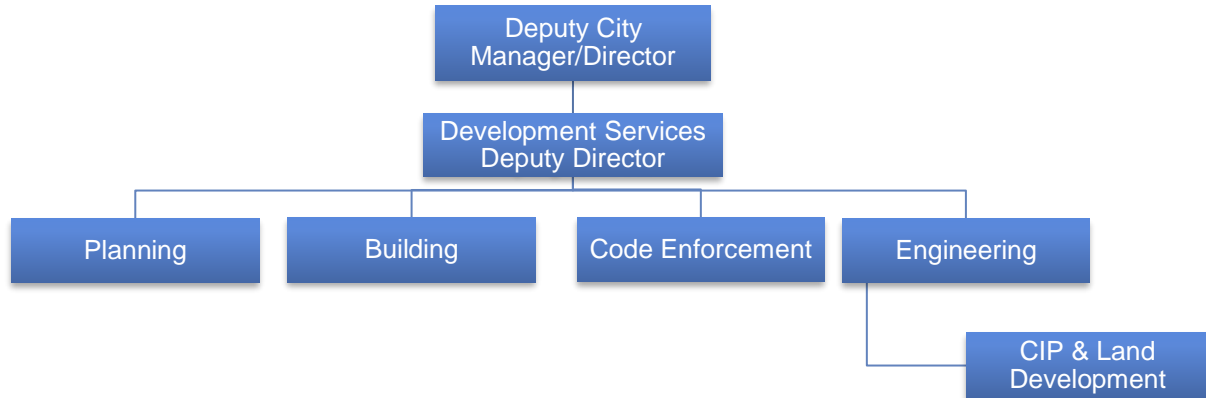 Deputy City
Manager/Director
Development Services
Deputy Director
Planning
Building
Code Enforcement
Engineering
CIP & Land
Development